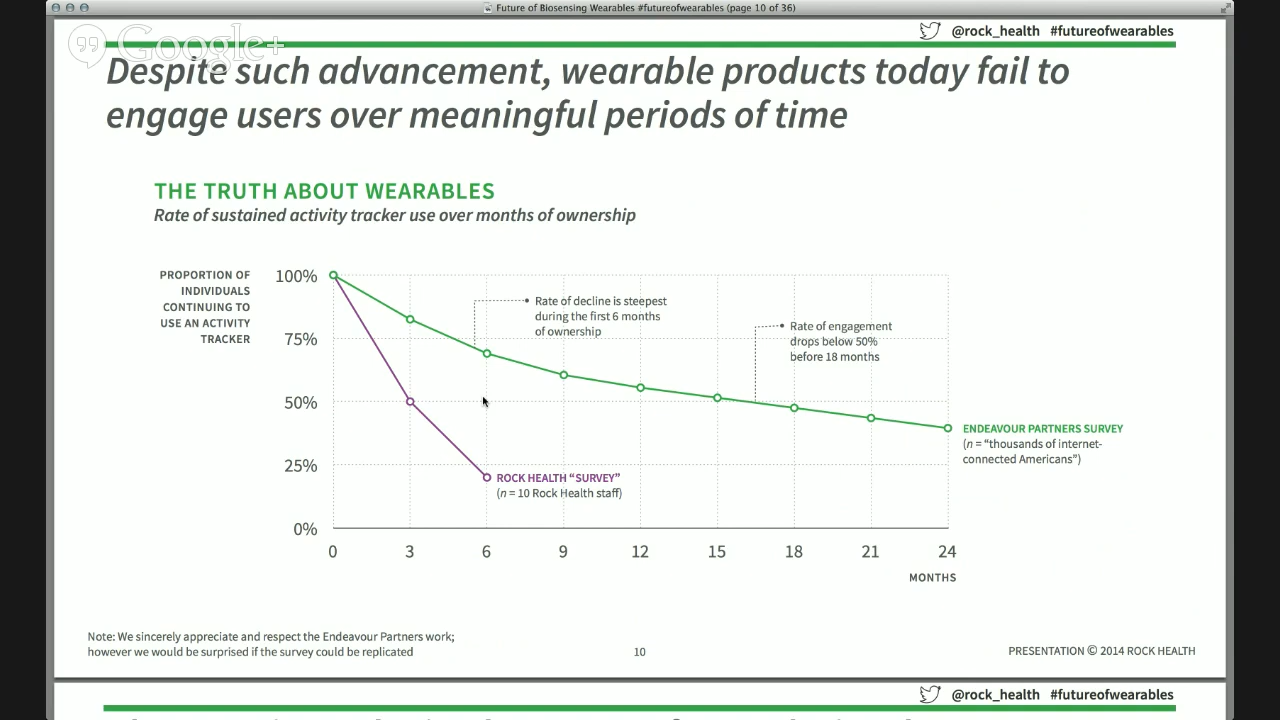 Future of Biosensing Wearables #futureofwearables (page 10 of 36)
@rock_health #futureofwearables
Google+
Despite such advancement, wearable products today fail to
engage users over meaningful periods of time
THE TRUTH ABOUT WEARABLES
Rate of sustained activity tracker use over months of ownership
PROPORTION OF
INDIVIDUALS
CONTINUING TO
USE AN ACTIVITY
TRACKER
100%
75%
50%
25%
0%
Rate of decline is steepest
during the first 6 months
of ownership
Rate of engagement
drops below 50%
before 18 months
ENDEAVOUR PARTNERS SURVEY
(n = “thousands of internet-
connected Americans”)
ROCK HEALTH “SURVEY”
(n = 10 Rock Health staff)
0 3 6 9 12 15 18 21 24
MONTHS
Note: We sincerely appreciate and respect the Endeavour Partners work;
however we would be surprised if the survey could be replicated
10
PRESENTATION © 2014 ROCK HEALTH
@rock_health #futureofwearables